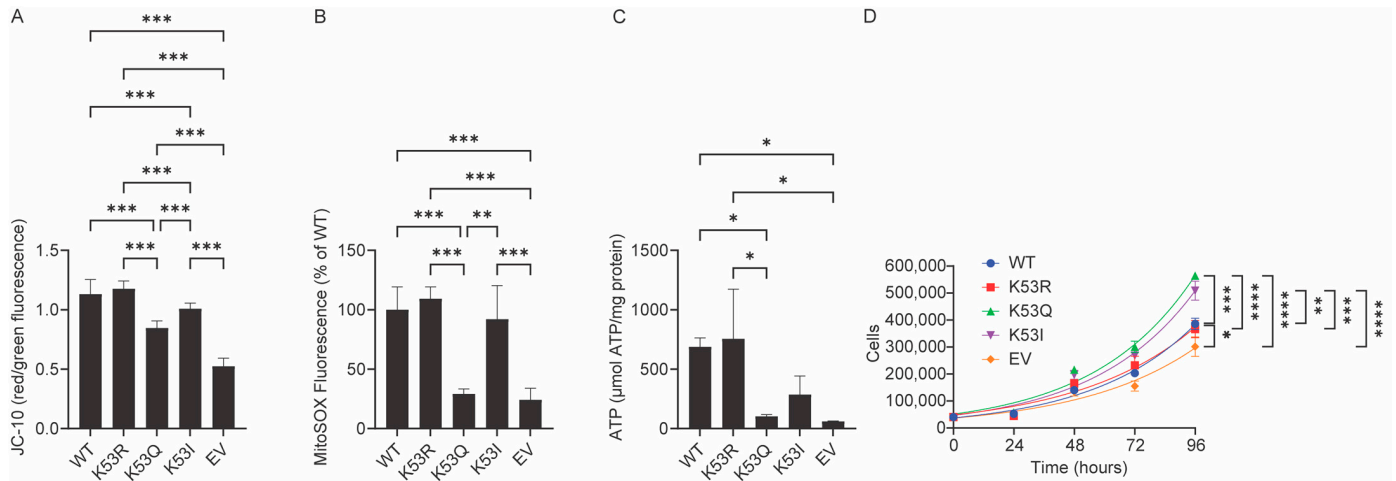 A
***
***
***
***
***
*** ***
*** ***
JC-10 (red/green fluorescence)
1.5
1.0
0.5
0.0
WT
K53R
K53Q
K53I
EV
B
***
***
*** **
*** ***
MitoSOX Fluorescence (% of WT)
150
100
50
0
WT
K53R
K53Q
K53I
EV
C
*
*
*
*
ATP (µmol ATP/mg protein)
1500
1000
500
0
WT
K53R
K53Q
K53I
EV
D
WT
K53R
K53Q
K53I
EV
Cells
600,000
500,000
400,000
300,000
200,000
100,000
0
0 24 48 72 96
Time (hours)
***
*
****
****
**
***
****